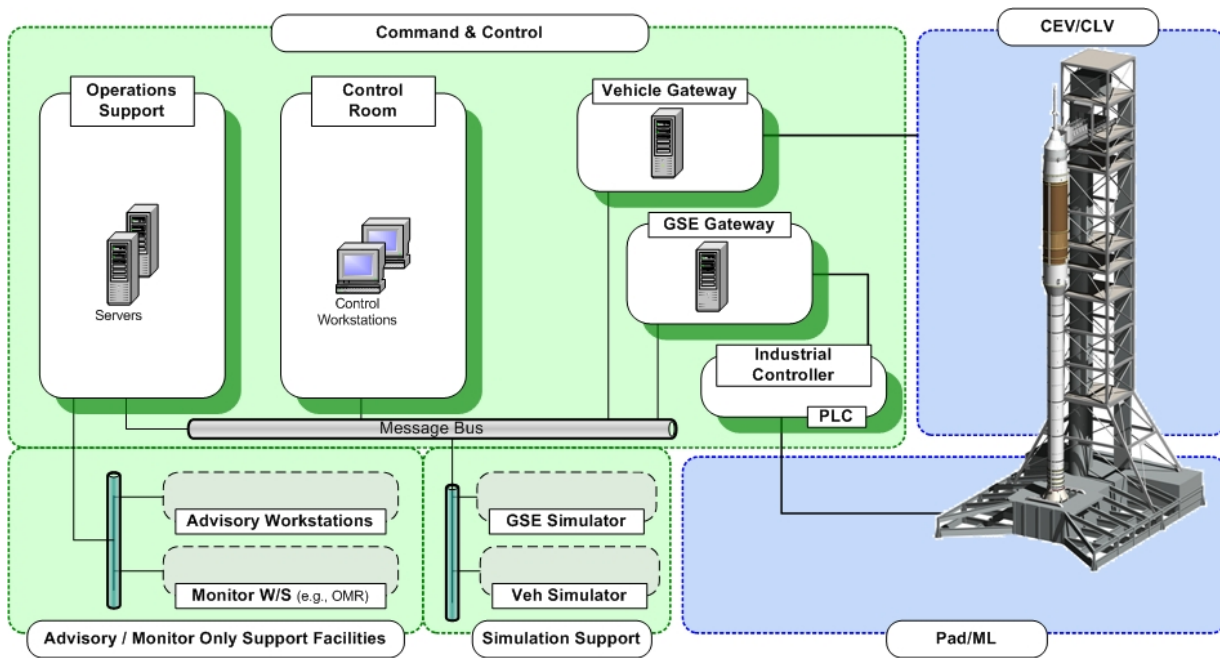 Command & Control
CEV/CLV
Operations
Support
Control
Room
Vehicle Gateway
GSE Gateway
Servers
Control
Workstations
Industrial
Controller
PLC
Message Bus
Advisory Workstations
Monitor W/S (e.g., OMR)
GSE Simulator
Veh Simulator
Advisory / Monitor Only Support Facilities
Simulation Support
Pad/ML